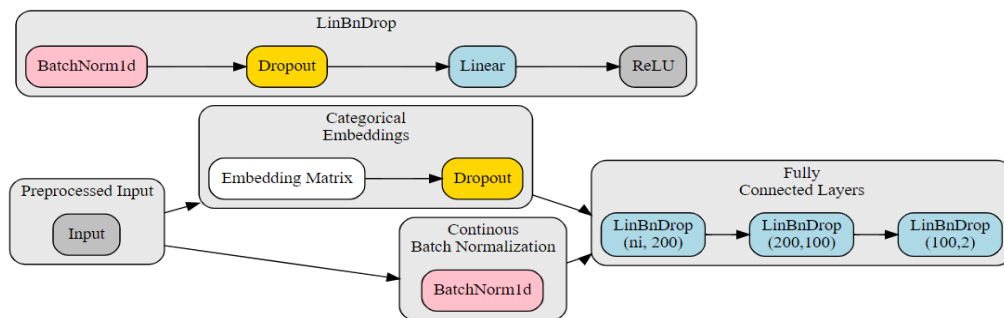 LinBnDrop
BatchNorm1d
Dropout
Linear
ReLU
Categorical
Embeddings
Embedding Matrix
Dropout
Preprocessed Input
Input
Continous
Batch Normalization
BatchNorm1d
Fully
Connected Layers
LinBnDrop
(ni, 200)
LinBnDrop
(200,100)
LinBnDrop
(100,2)